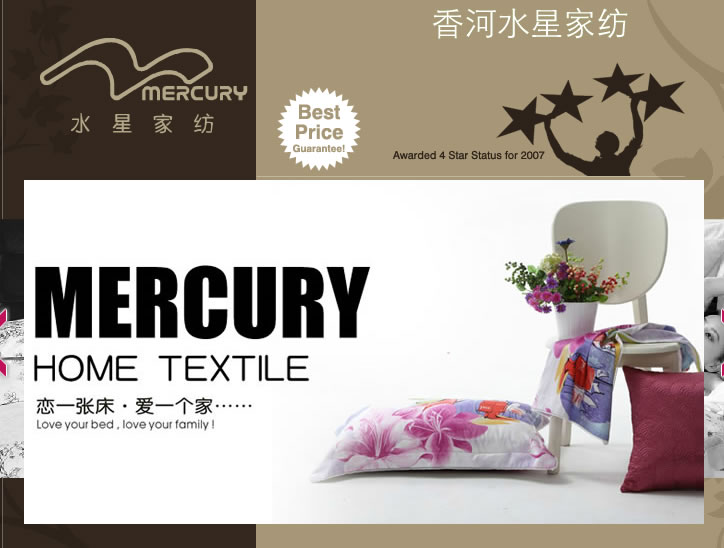 香河水星家纺
MERCURY
水星家纺
Best
Price
Guarantee!
Awarded 4 Star Status for 2007
MERCURY
HOME TEXTILE
恋一张床·爱一个家……
Love your bed , love your family !